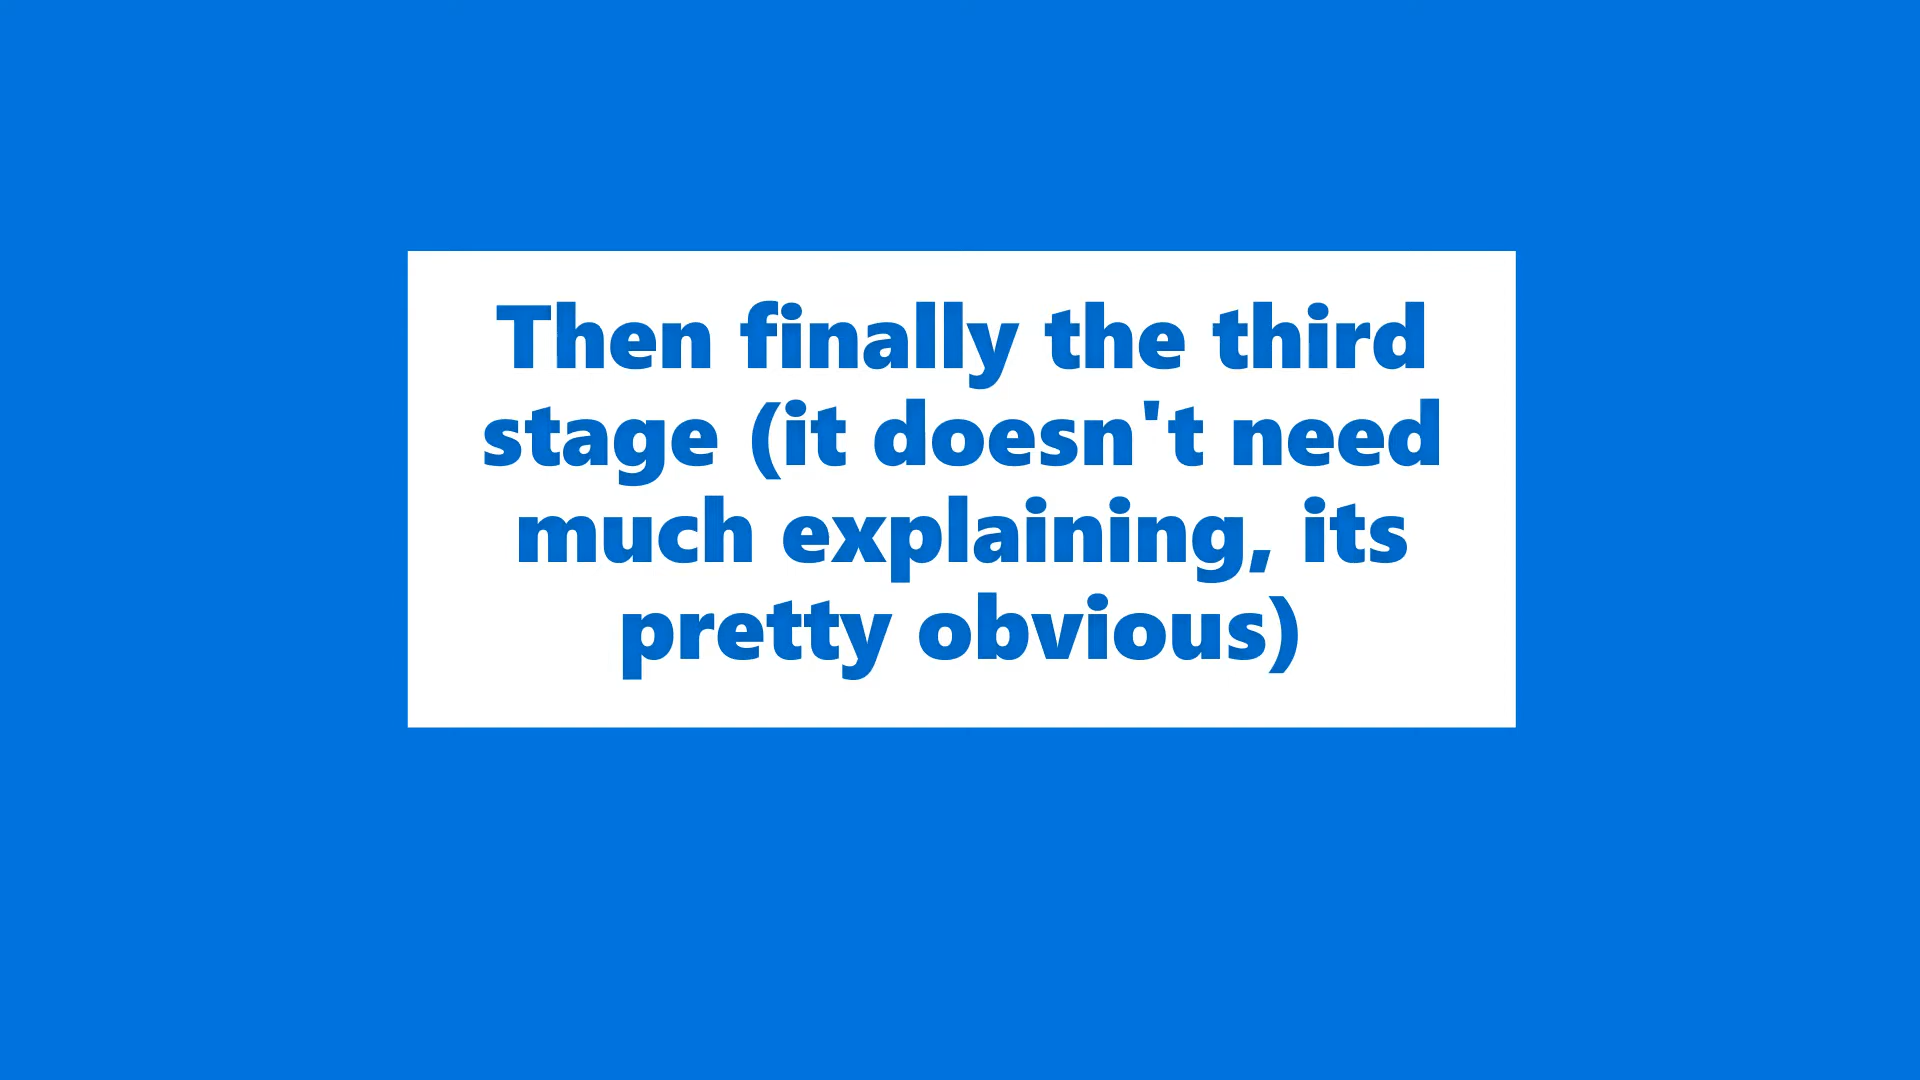 Then finally the third
stage (it doesn't need
much explaining, its
pretty obvious)